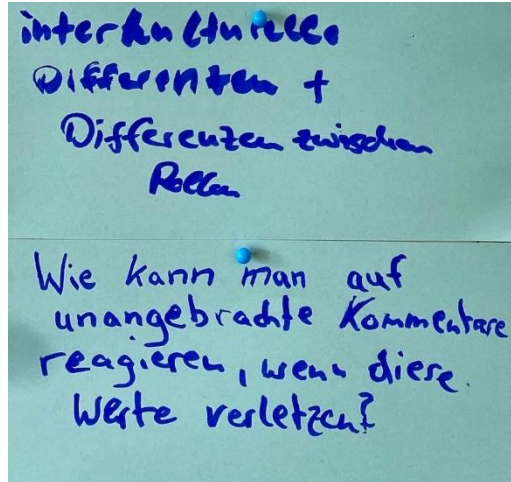 interkulturelle
Differenzen +
Differenzen zwischen
Rollen
Wie kann man auf
unangebrachte Kommentare
reagieren, wenn diese
Werte verletzen?